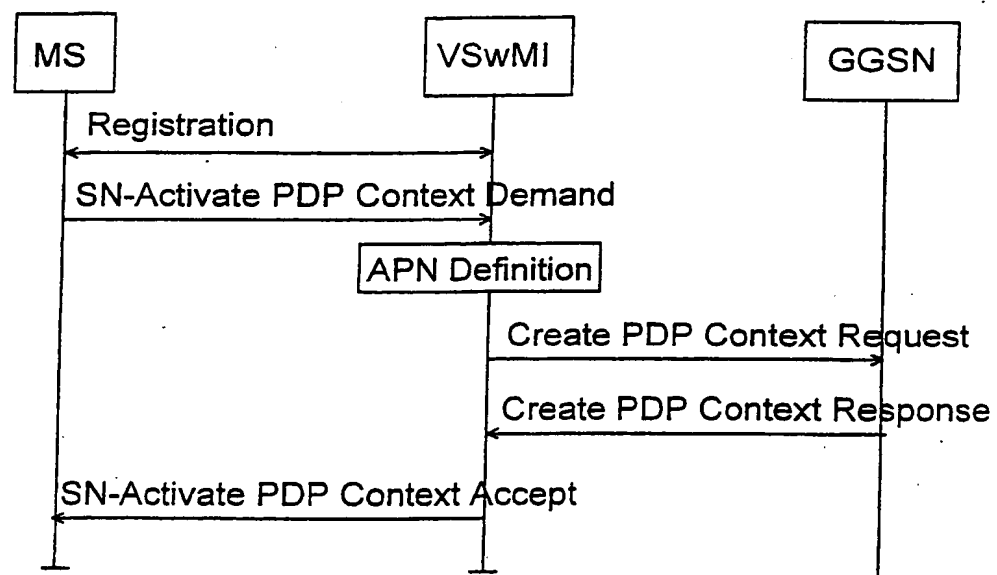 MS
VSwMI
GGSN
Registration
SN-Activate PDP Context Demand
APN Definition
Create PDP Context Request
Create PDP Context Response
SN-Activate PDP Context Accept